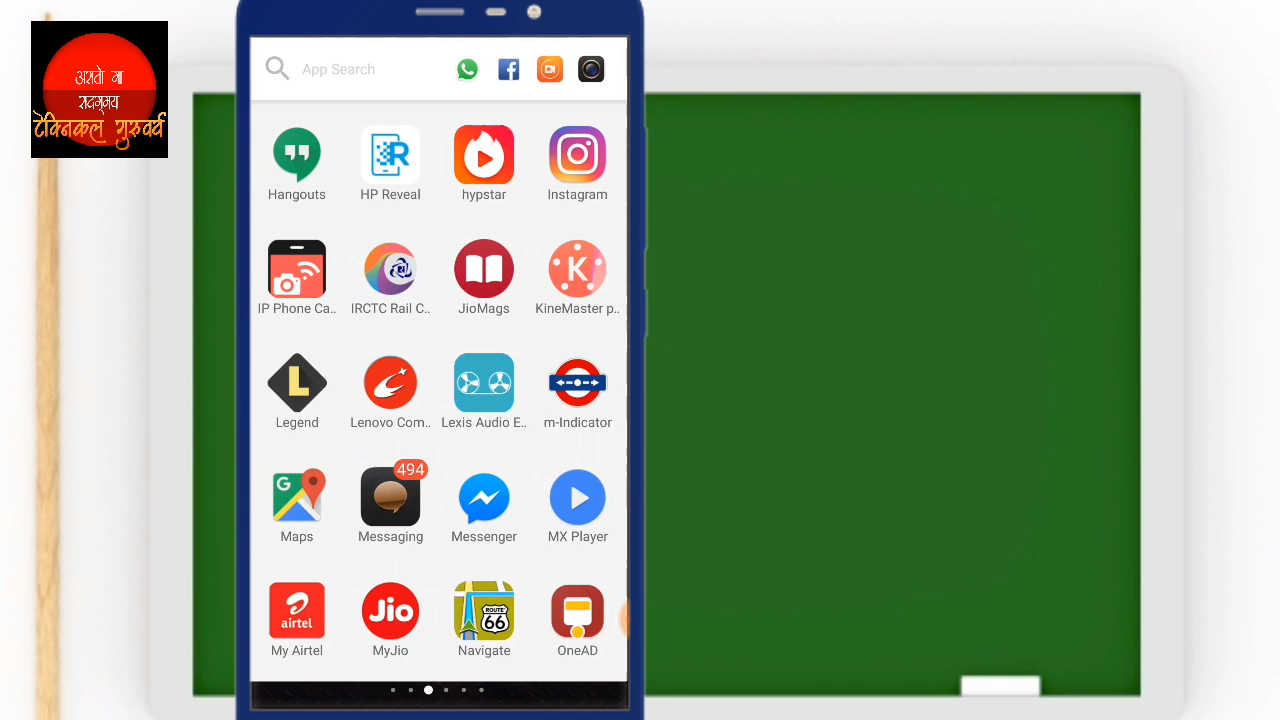 असतो मा
सदगमय
टेक्निकल गुरुवर्य
App Search
Hangouts
HP Reveal
hypstar
Instagram
IP Phone Ca..
IRCTC Rail C..
JioMags
K
KineMaster p..
L
Legend
Lenovo Com..
Lexis Audio E..
m-Indicator
G
Maps
494
Messaging
Messenger
MX Player
airtel
My Airtel
Jio
MyJio
ROUTE
66
Navigate
OneAD